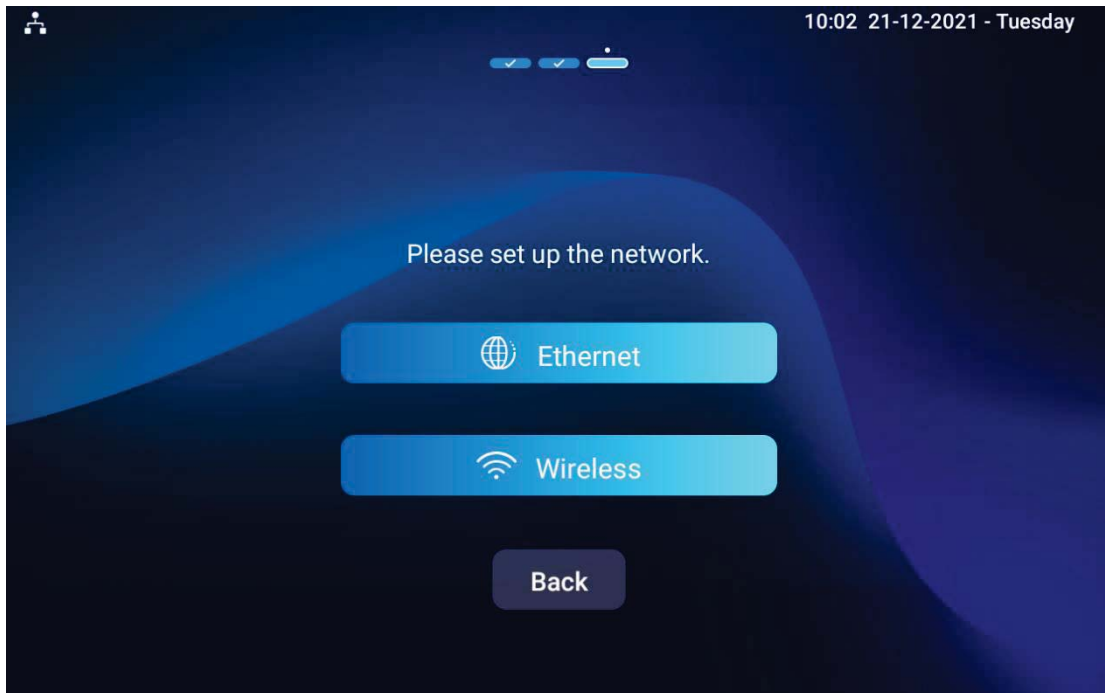 10:02 21-12-2021 - Tuesday
Please set up the network.
Ethernet
Wireless
Back